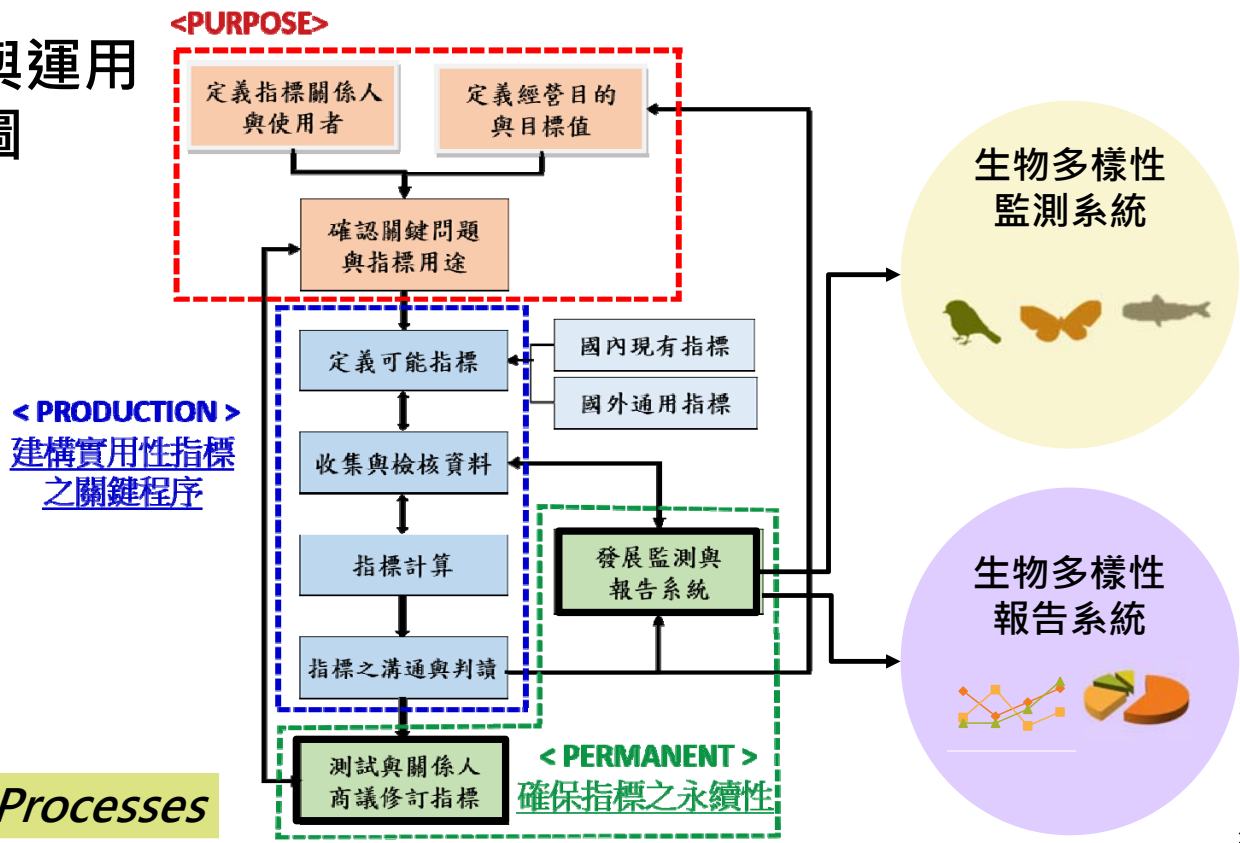 與運用
圖
<PURPOSE>
定義指標關係人
與使用者
定義經營目的
與目標值
確認關鍵問題
與指標用途
定義可能指標
國內現有指標
國外通用指標
< PRODUCTION >
建構實用性指標
之關鍵程序
收集與檢核資料
指標計算
發展監測與
報告系統
指標之溝通與判讀
測試與關係人
商議修訂指標
< PERMANENT >
確保指標之永續性
Processes
生物多樣性
監測系統
生物多樣性
報告系統